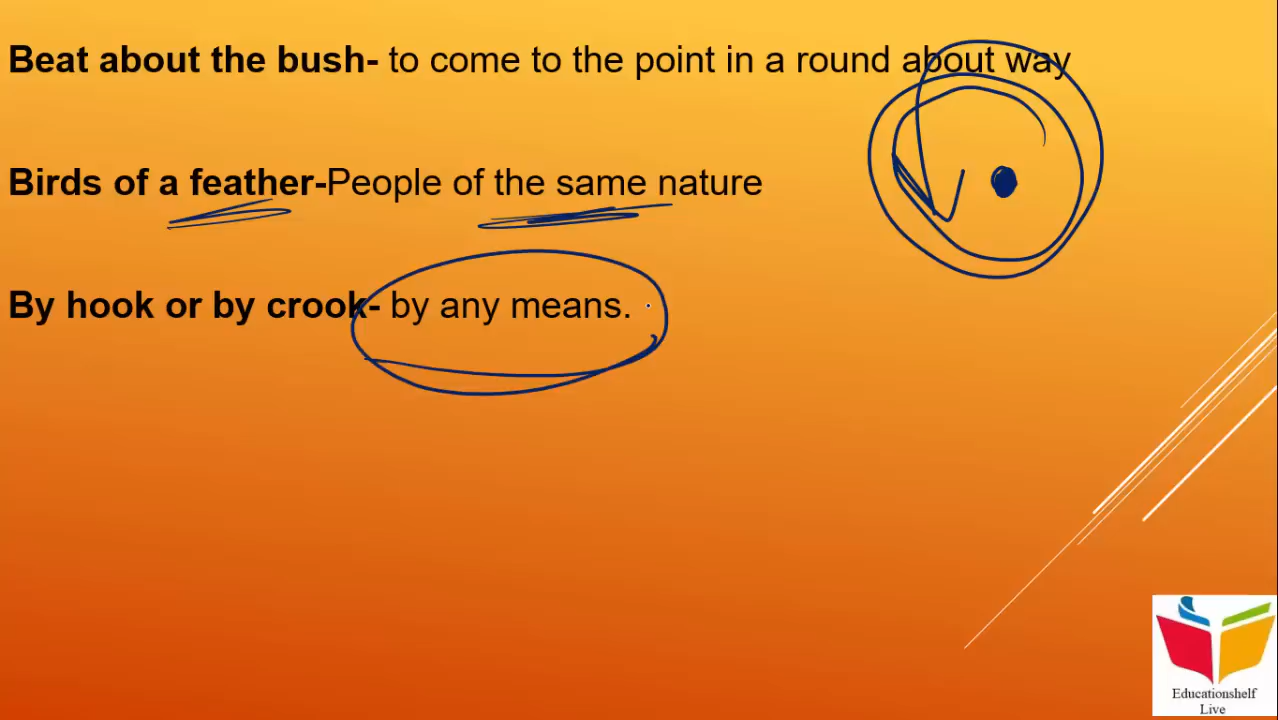 Beat about the bush- to come to the point in a round about way
Birds of a feather-People of the same nature
By hook or by crook- by any means.
Educationshelf
Live